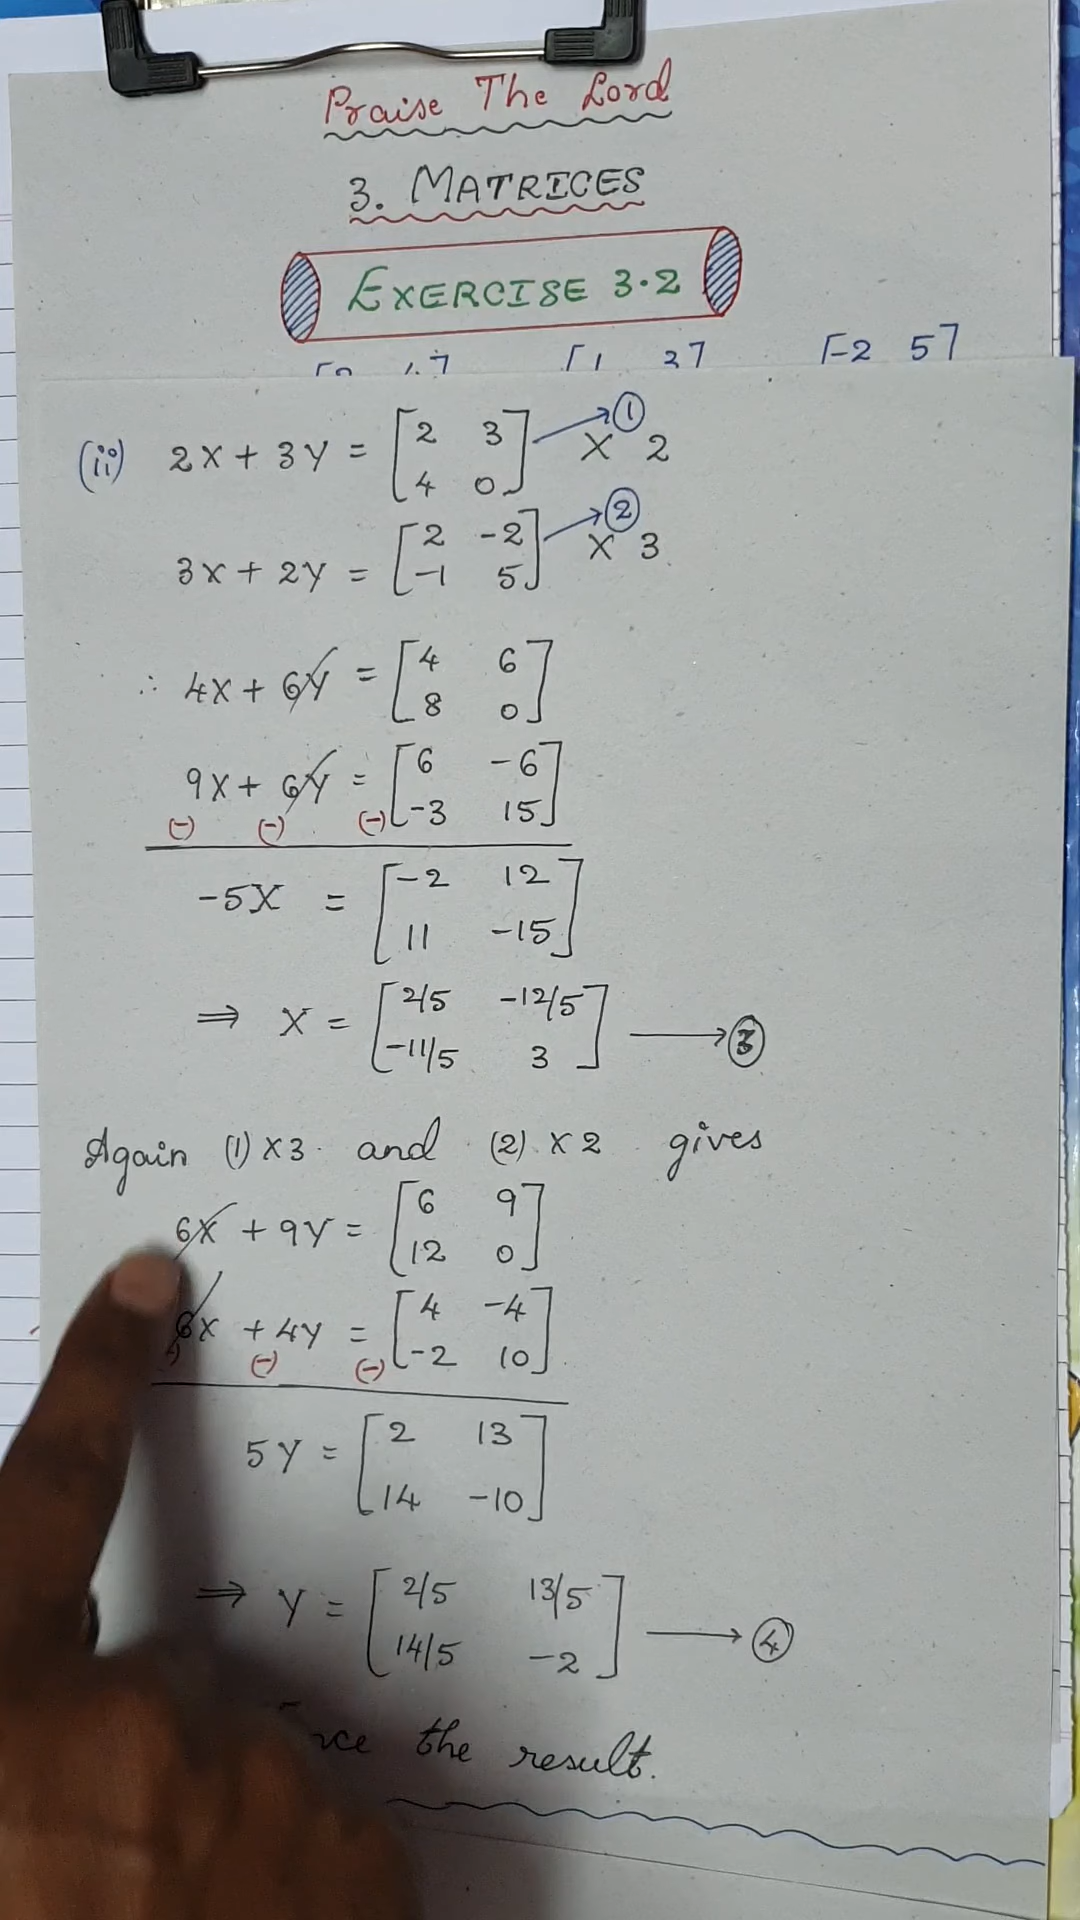 Praise The Lord
3. MATRICES
EXERCISE 3.2
[-2 5]
(ii) 2X + 3Y = [2 3 → ①
4 0] X 2
3X + 2Y = [2 -2 → ②
-1 5] X 3
∴ 4X + 6Y = [4 6
8 0]
9X + 6Y = [6 -6
(-) (-) (-) -3 15]
-5X = [-2 12
11 -15]
⇒ X = [2/5 -12/5
-11/5 3] → ③
Again (1) X 3 and (2) X 2 gives
6X + 9Y = [6 9
12 0]
6X + 4Y = [4 -4
(-) (-) -2 10]
5Y = [2 13
14 -10]
⇒ Y = [2/5 13/5
14/5 -2] → ④
the result.